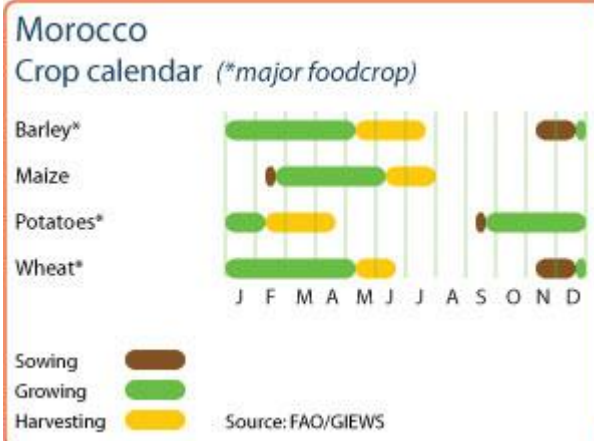 Morocco
Crop calendar (*major foodcrop)
Barley*
Maize
Potatoes*
Wheat*
J F M A M J J A S O N D
Sowing
Growing
Harvesting
Source: FAO/GIEWS